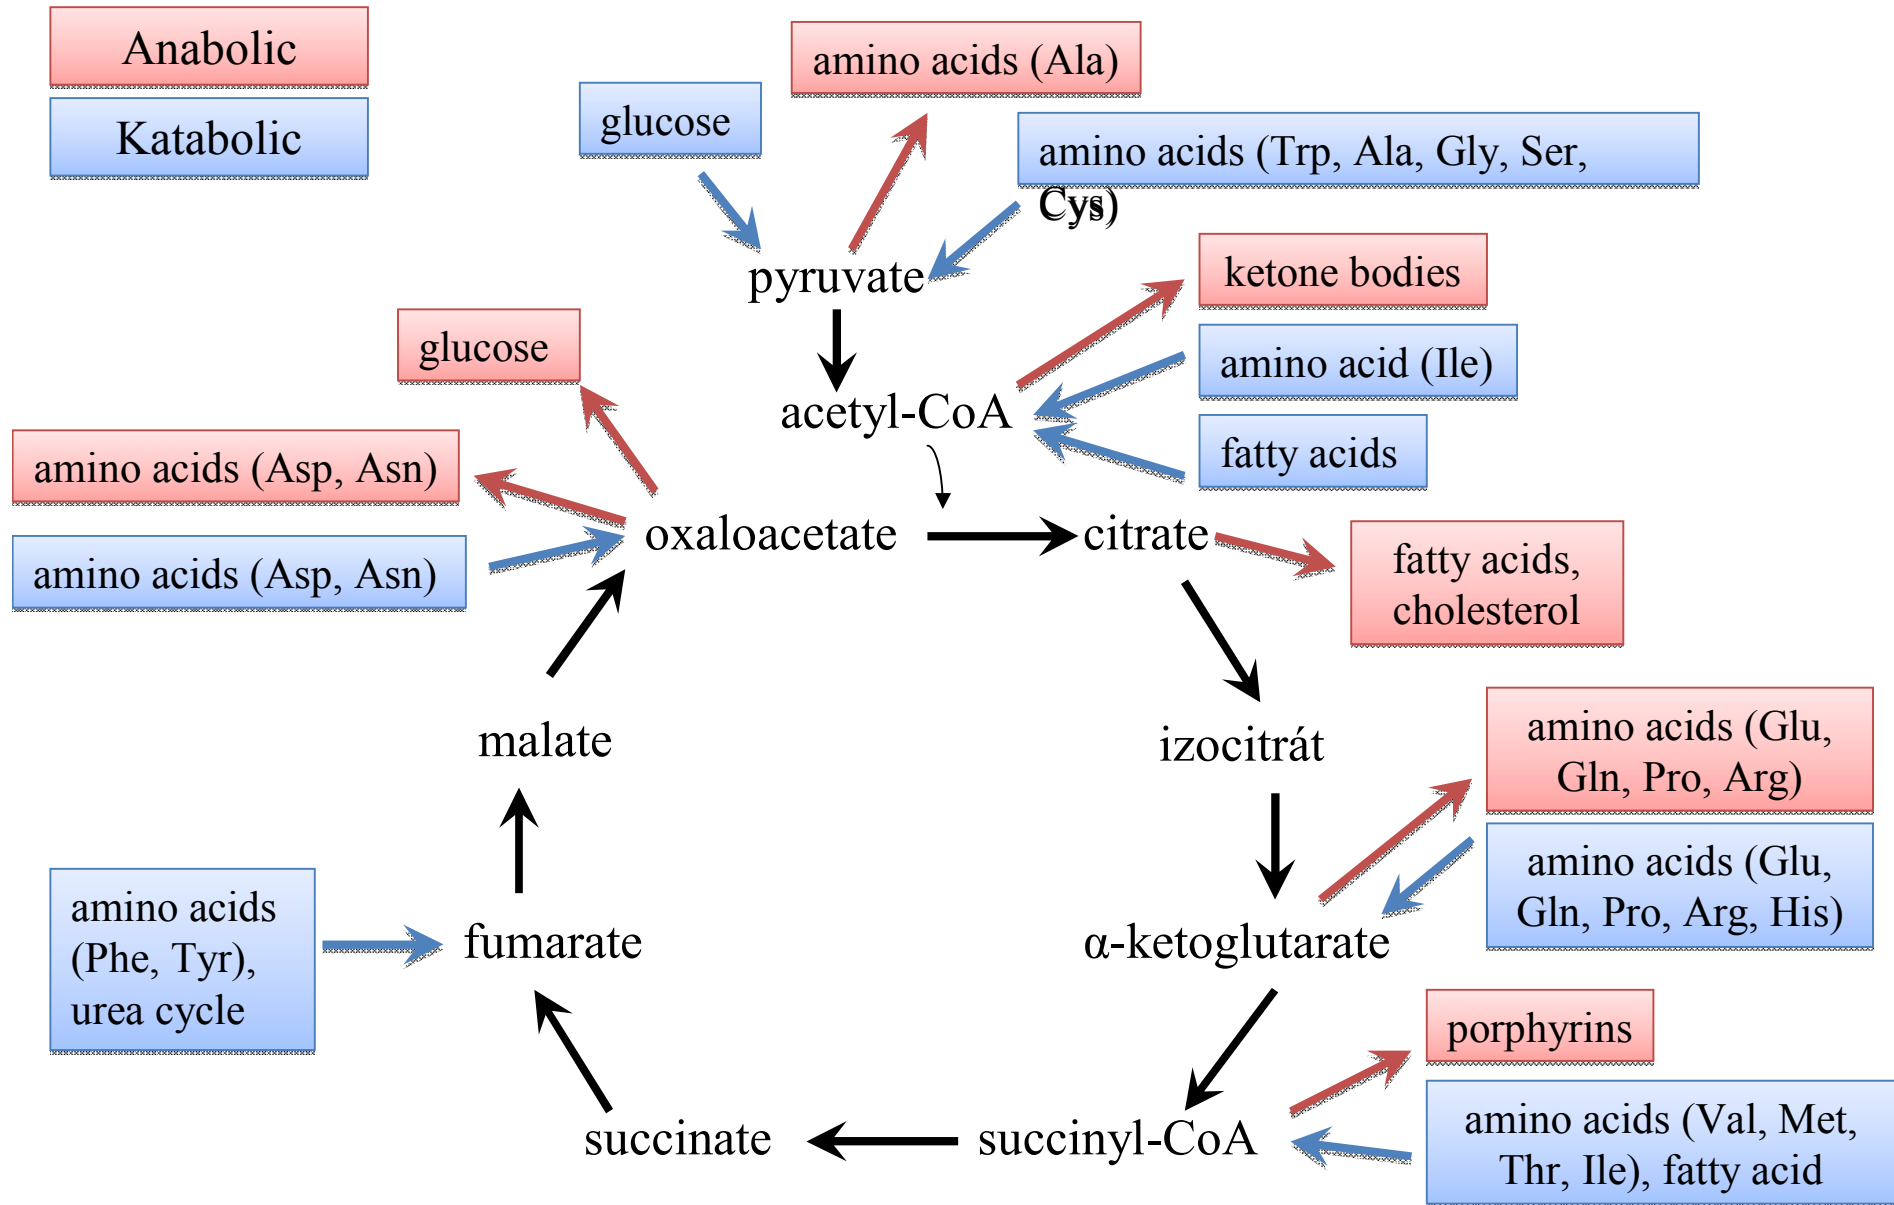 Anabolic
Katabolic
amino acids (Ala)
glucose
amino acids (Trp, Ala, Gly, Ser,
Cys)
pyruvate
ketone bodies
glucose
amino acid (Ile)
acetyl-CoA
fatty acids
amino acids (Asp, Asn)
oxaloacetate
citrate
fatty acids,
cholesterol
amino acids (Asp, Asn)
malate
izocitrát
amino acids (Glu,
Gln, Pro, Arg)
amino acids (Glu,
Gln, Pro, Arg, His)
amino acids
(Phe, Tyr),
urea cycle
fumarate
α-ketoglutarate
porphyrins
succinate
succinyl-CoA
amino acids (Val, Met,
Thr, Ile), fatty acid